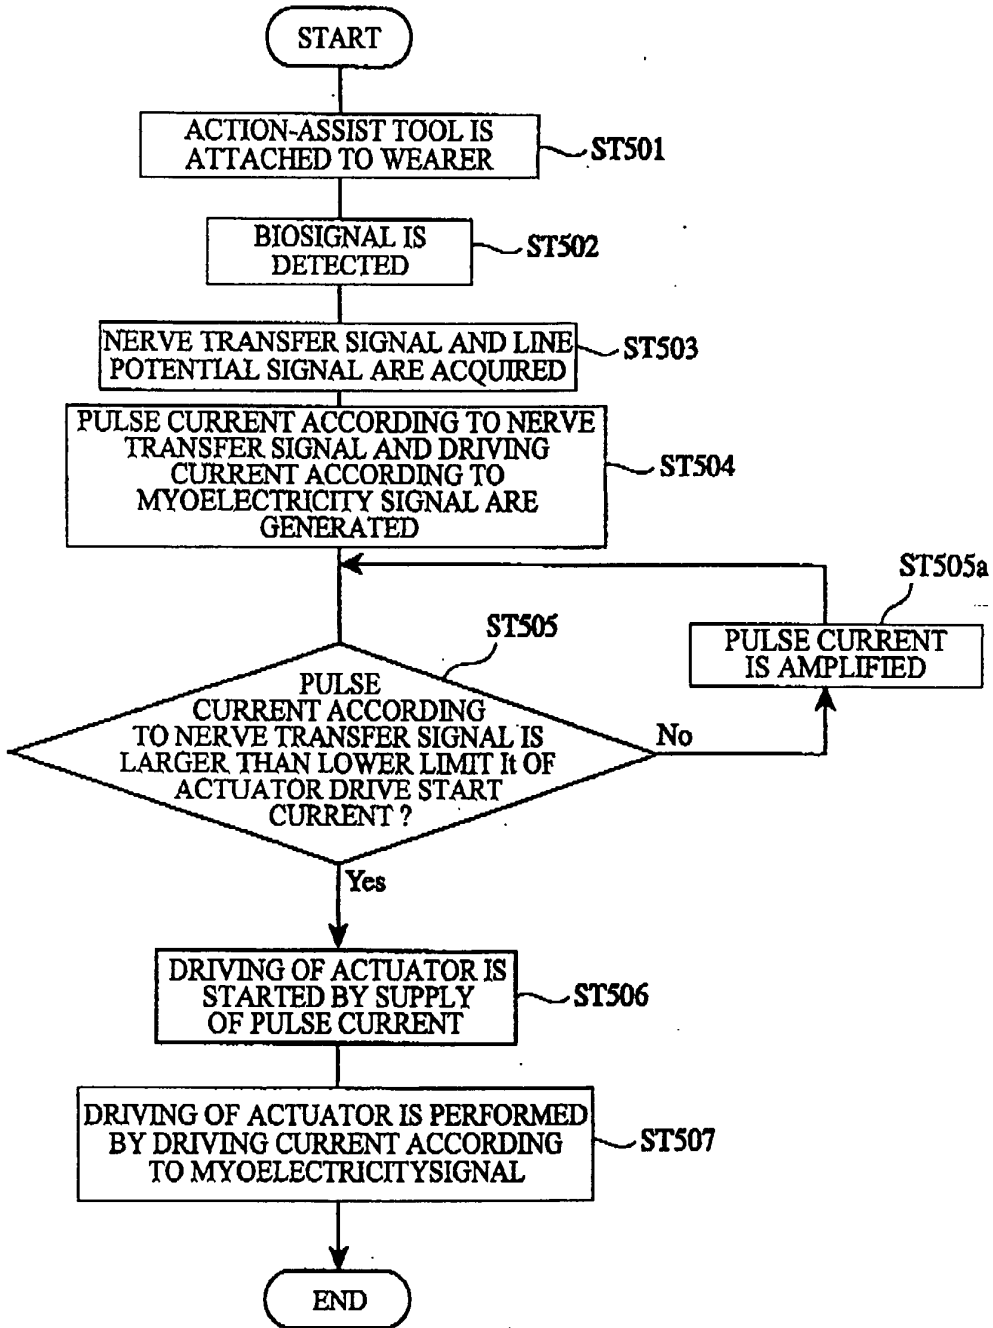 START
ACTION-ASSIST TOOL IS
ATTACHED TO WEARER
ST501
BIOSIGNAL IS
DETECTED
ST502
NERVE TRANSFER SIGNAL AND LINE
POTENTIAL SIGNAL ARE ACQUIRED
ST503
PULSE CURRENT ACCORDING TO NERVE
TRANSFER SIGNAL AND DRIVING
CURRENT ACCORDING TO
MYOELECTRICITY SIGNAL ARE
GENERATED
ST504
ST505a
PULSE CURRENT
IS AMPLIFIED
ST505
PULSE
CURRENT ACCORDING
TO NERVE TRANSFER SIGNAL IS
LARGER THAN LOWER LIMIT It OF
ACTUATOR DRIVE START
CURRENT ?
No
Yes
DRIVING OF ACTUATOR IS
STARTED BY SUPPLY
OF PULSE CURRENT
ST506
DRIVING OF ACTUATOR IS PERFORMED
BY DRIVING CURRENT ACCORDING
TO MYOELECTRICITYSIGNAL
ST507
END